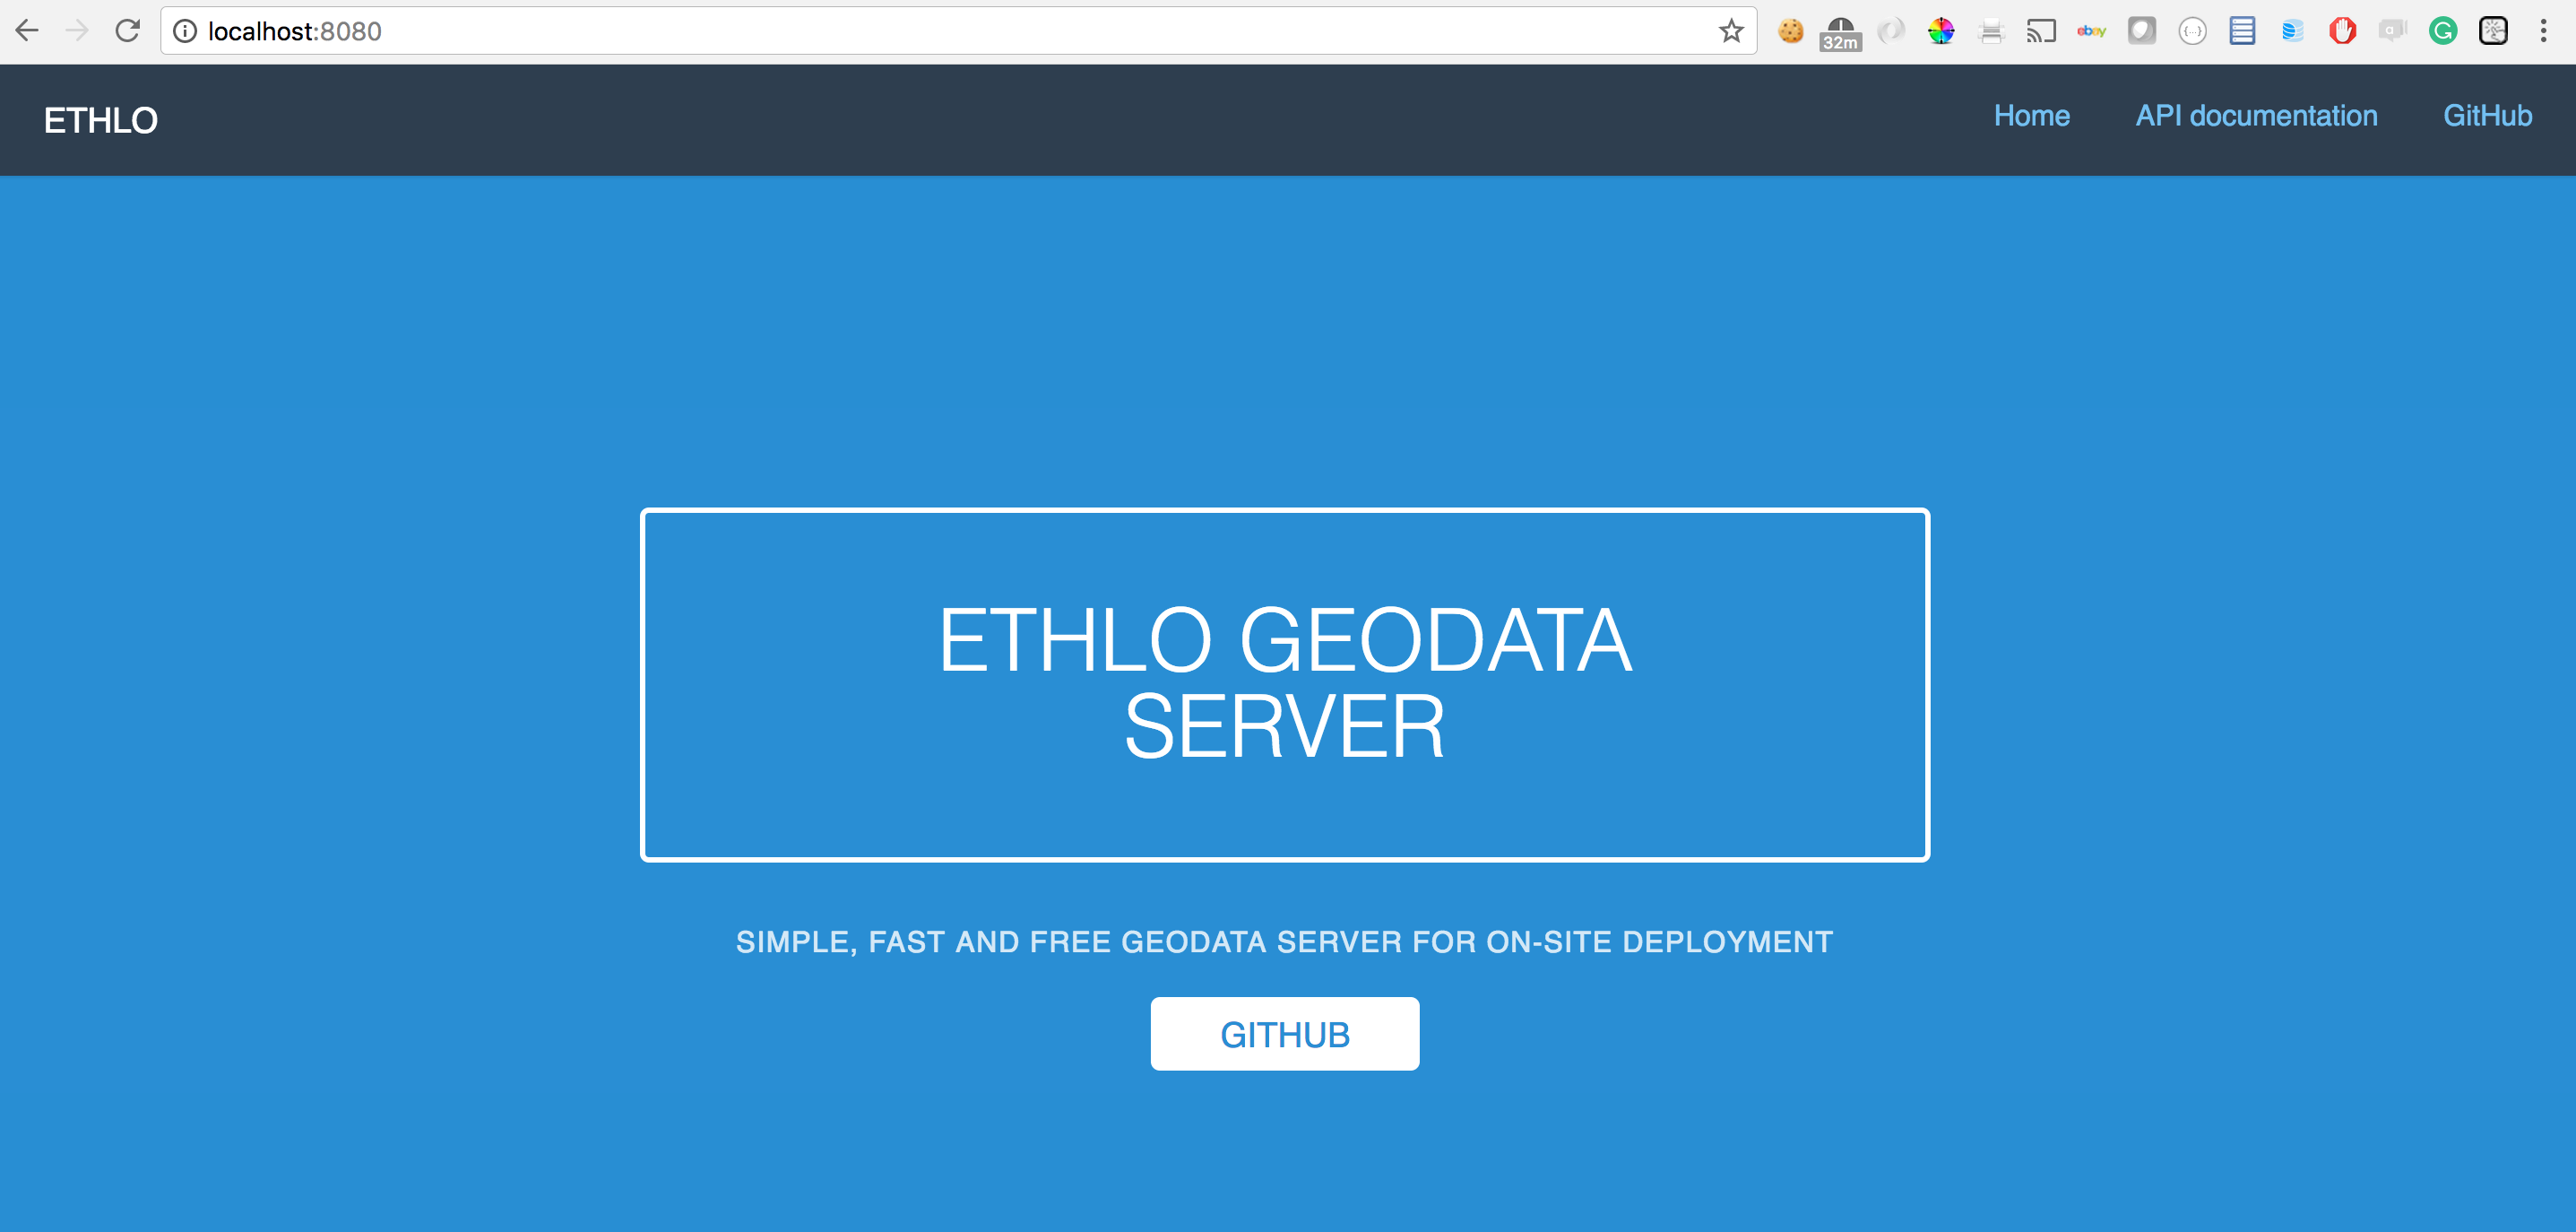 localhost:8080
32m
ebay
ETHLO
Home
API documentation
GitHub
ETHLO GEODATA
SERVER
SIMPLE, FAST AND FREE GEODATA SERVER FOR ON-SITE DEPLOYMENT
GITHUB